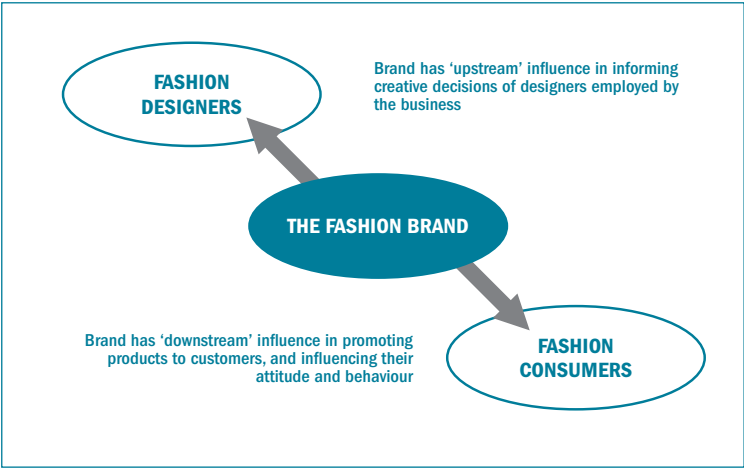 FASHION
DESIGNERS
Brand has ‘upstream’ influence in informing
creative decisions of designers employed by
the business
THE FASHION BRAND
Brand has ‘downstream’ influence in promoting
products to customers, and influencing their
attitude and behaviour
FASHION
CONSUMERS